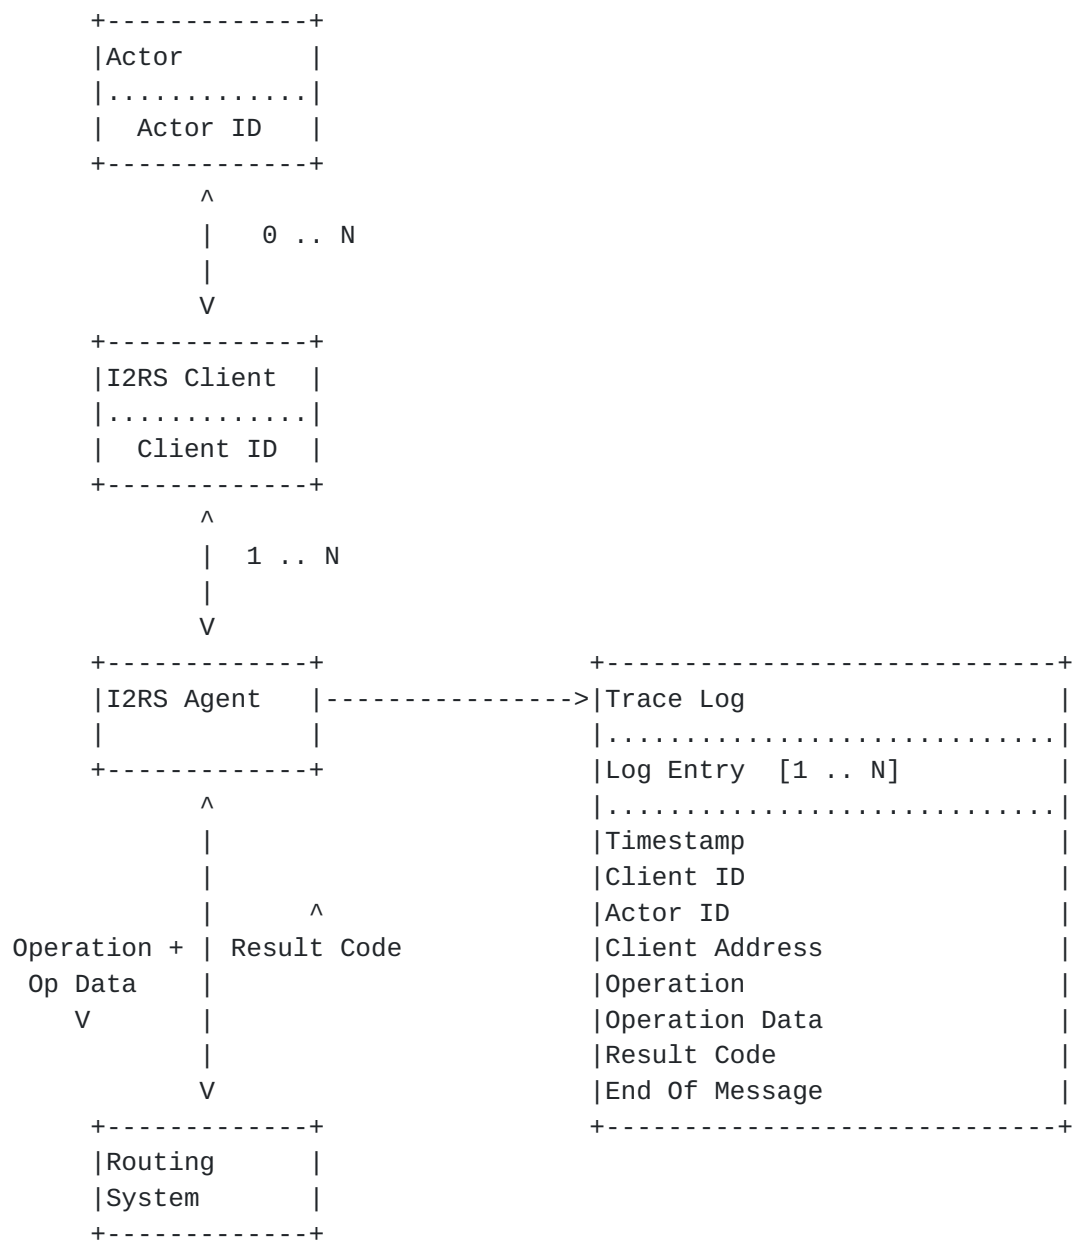 Actor
Actor ID
0 .. N
I2RS Client
Client ID
1 .. N
I2RS Agent
Trace Log
Log Entry  [1 .. N]
Timestamp
Client ID
Actor ID
Client Address
Operation
Operation Data
Result Code
End Of Message
Operation +
Op Data
Result Code
Routing
System